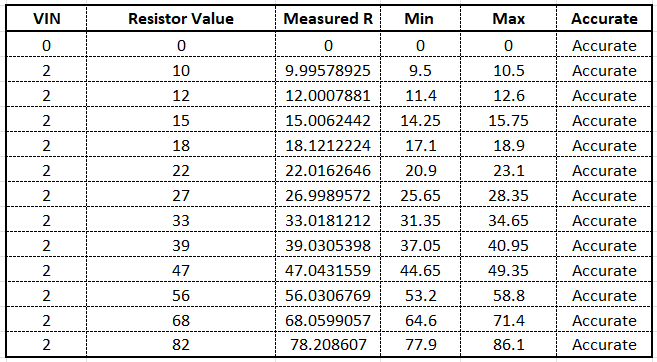 VIN Resistor Value Measured R Min Max Accurate
0 0 0 0 0 Accurate
2 10 9.99578925 9.5 10.5 Accurate
2 12 12.0007881 11.4 12.6 Accurate
2 15 15.0062442 14.25 15.75 Accurate
2 18 18.1212224 17.1 18.9 Accurate
2 22 22.0162646 20.9 23.1 Accurate
2 27 26.9989572 25.65 28.35 Accurate
2 33 33.0181212 31.35 34.65 Accurate
2 39 39.0305398 37.05 40.95 Accurate
2 47 47.0431559 44.65 49.35 Accurate
2 56 56.0306769 53.2 58.8 Accurate
2 68 68.0599057 64.6 71.4 Accurate
2 82 78.208607 77.9 86.1 Accurate